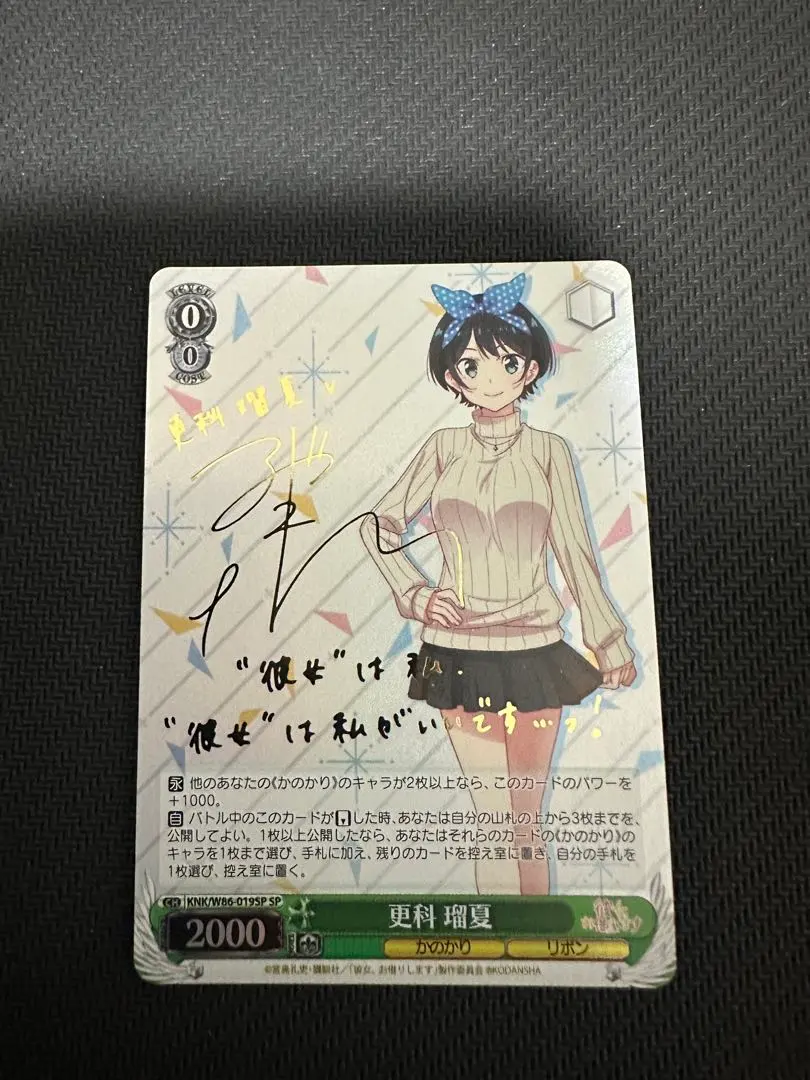 LEVEL
0
0
COST
更科 瑠夏
"彼女"は私.
"彼女"は私がいいです…っ!
永 他のあなたの《かのかり》のキャラが2枚以上なら、このカードのパワーを
+1000。
自 バトル中のこのカードがした時、あなたは自分の山札の上から3枚までを、
公開してよい。1枚以上公開したなら、あなたはそれらのカードの《かのかり》の
キャラを1枚まで選び、手札に加え、残りのカードを控え室に置き、自分の手札を
1枚選び、控え室に置く。
CH KNK/W86-019SP SP
更科 瑠夏
2000
かのかり
リボン
©宮島礼吏・講談社/「彼女、お借りします」製作委員会 ©KODANSHA